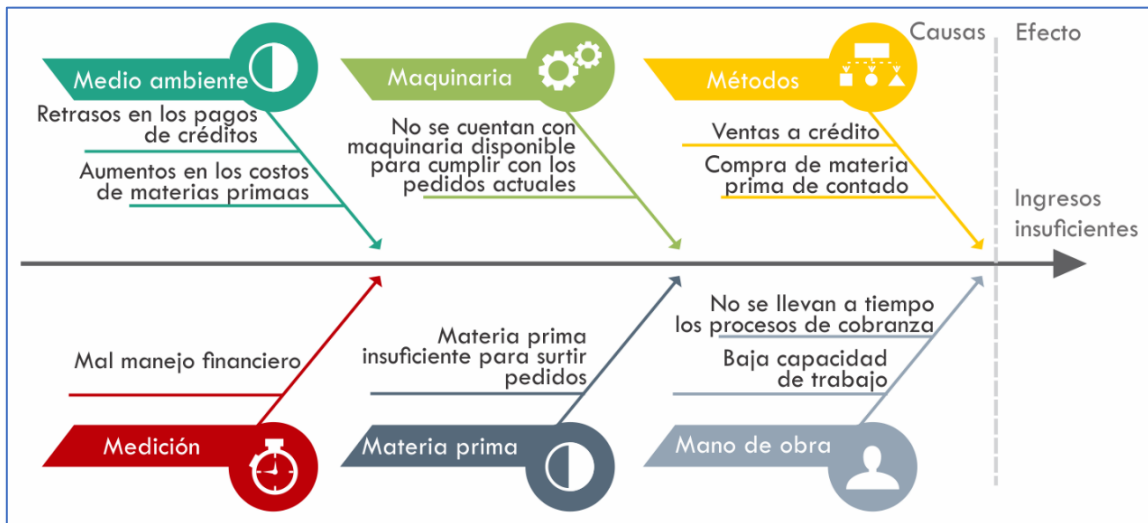 Causas
Efecto
Medio ambiente
Retrasos en los pagos
de créditos
Aumentos en los costos
de materias primaas
Maquinaria
No se cuentan con
maquinaria disponible
para cumplir con los
pedidos actuales
Métodos
Ventas a crédito
Compra de materia
prima de contado
Ingresos
insuficientes
Mal manejo financiero
Medición
Materia prima
insuficiente para surtir
pedidos
Materia prima
No se llevan a tiempo
los procesos de cobranza
Baja capacidad
de trabajo
Mano de obra